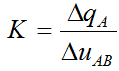 K = Δq_A / Δu_AB